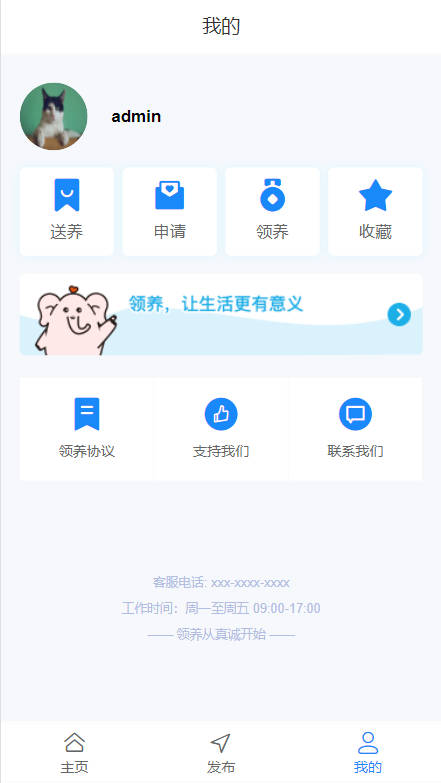 我的
admin
送养
申请
领养
收藏
领养，让生活更有意义
领养协议
支持我们
联系我们
客服电话: xxx-xxxx-xxxx
工作时间：周一至周五 09:00-17:00
—— 领养从真诚开始 ——
主页
发布
我的